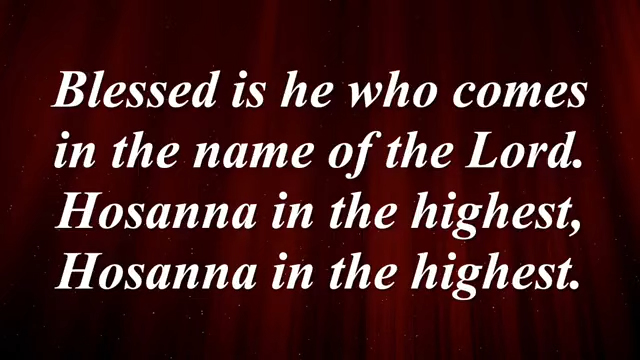 Blessed is he who comes
in the name of the Lord.
Hosanna in the highest,
Hosanna in the highest.